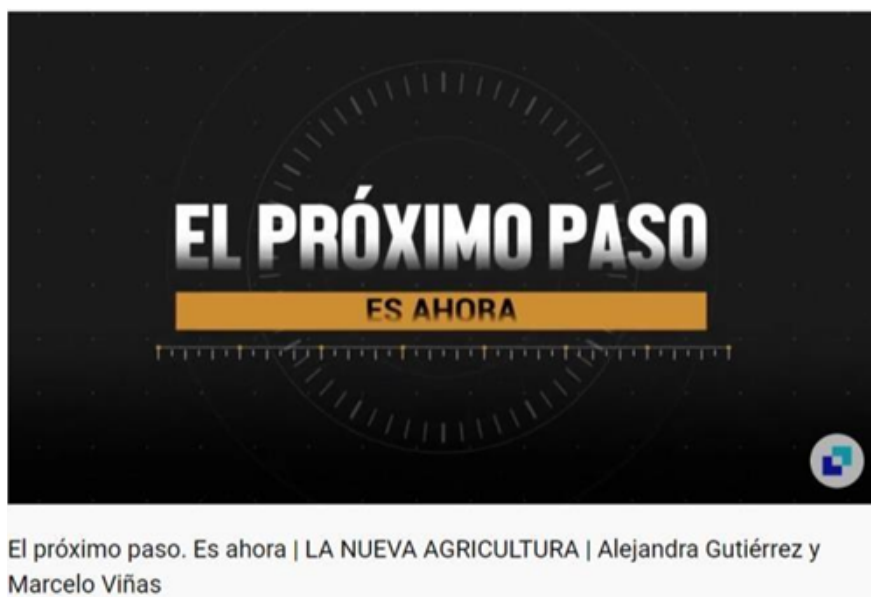 EL PRÓXIMO PASO
ES AHORA
El próximo paso. Es ahora | LA NUEVA AGRICULTURA | Alejandra Gutiérrez y
Marcelo Viñas